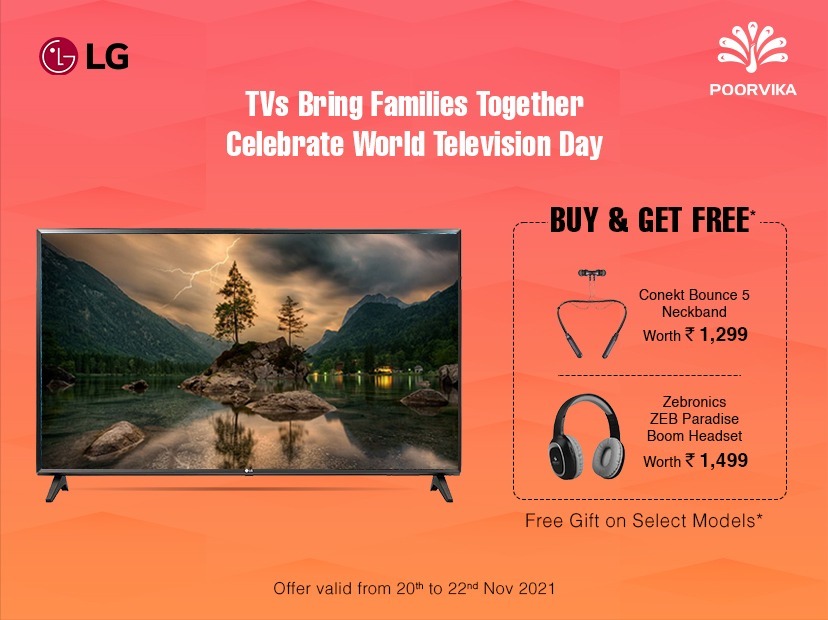 LG
POORVIKA
TVs Bring Families Together
Celebrate World Television Day
BUY & GET FREE*
Conekt Bounce 5
Neckband
Worth ₹ 1,299
Zebronics
ZEB Paradise
Boom Headset
Worth ₹ 1,499
LG
Free Gift on Select Models*
Offer valid from 20th to 22nd Nov 2021